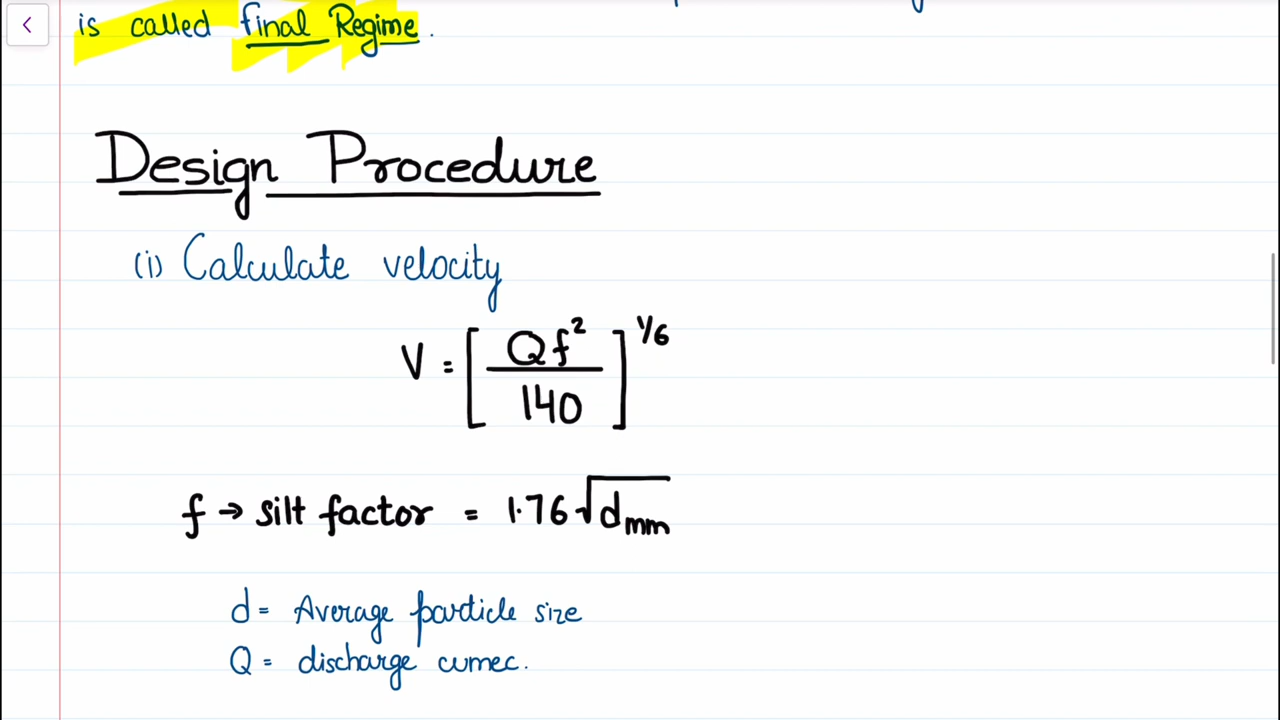 is called final Regime.
Design Procedure
(i) Calculate velocity
V = [Qf²/140]^1/6
f → silt factor = 1.76√d mm
d = Average particle size
Q = discharge cumec.